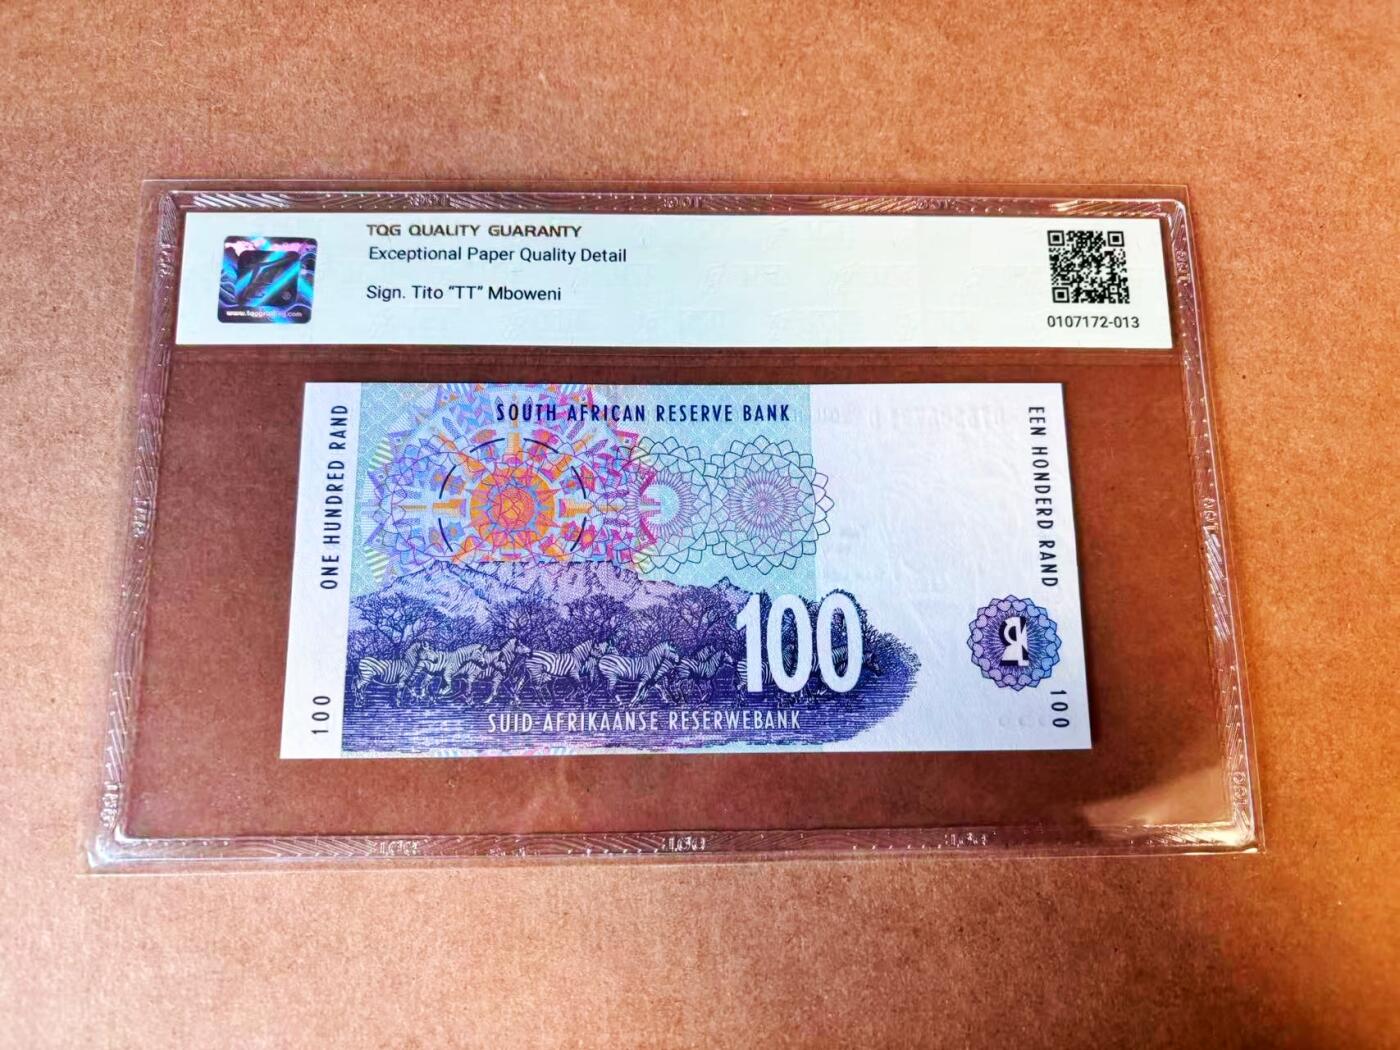 TQG QUALITY GUARANTY
Exceptional Paper Quality Detail
Sign. Tito “TT” Mboweni
0107172-013
SOUTH AFRICAN RESERVE BANK
ONE HUNDRED RAND
100
EEN HONDERD RAND
100
100
SUID-AFRIKAANSE RESERWEBANK